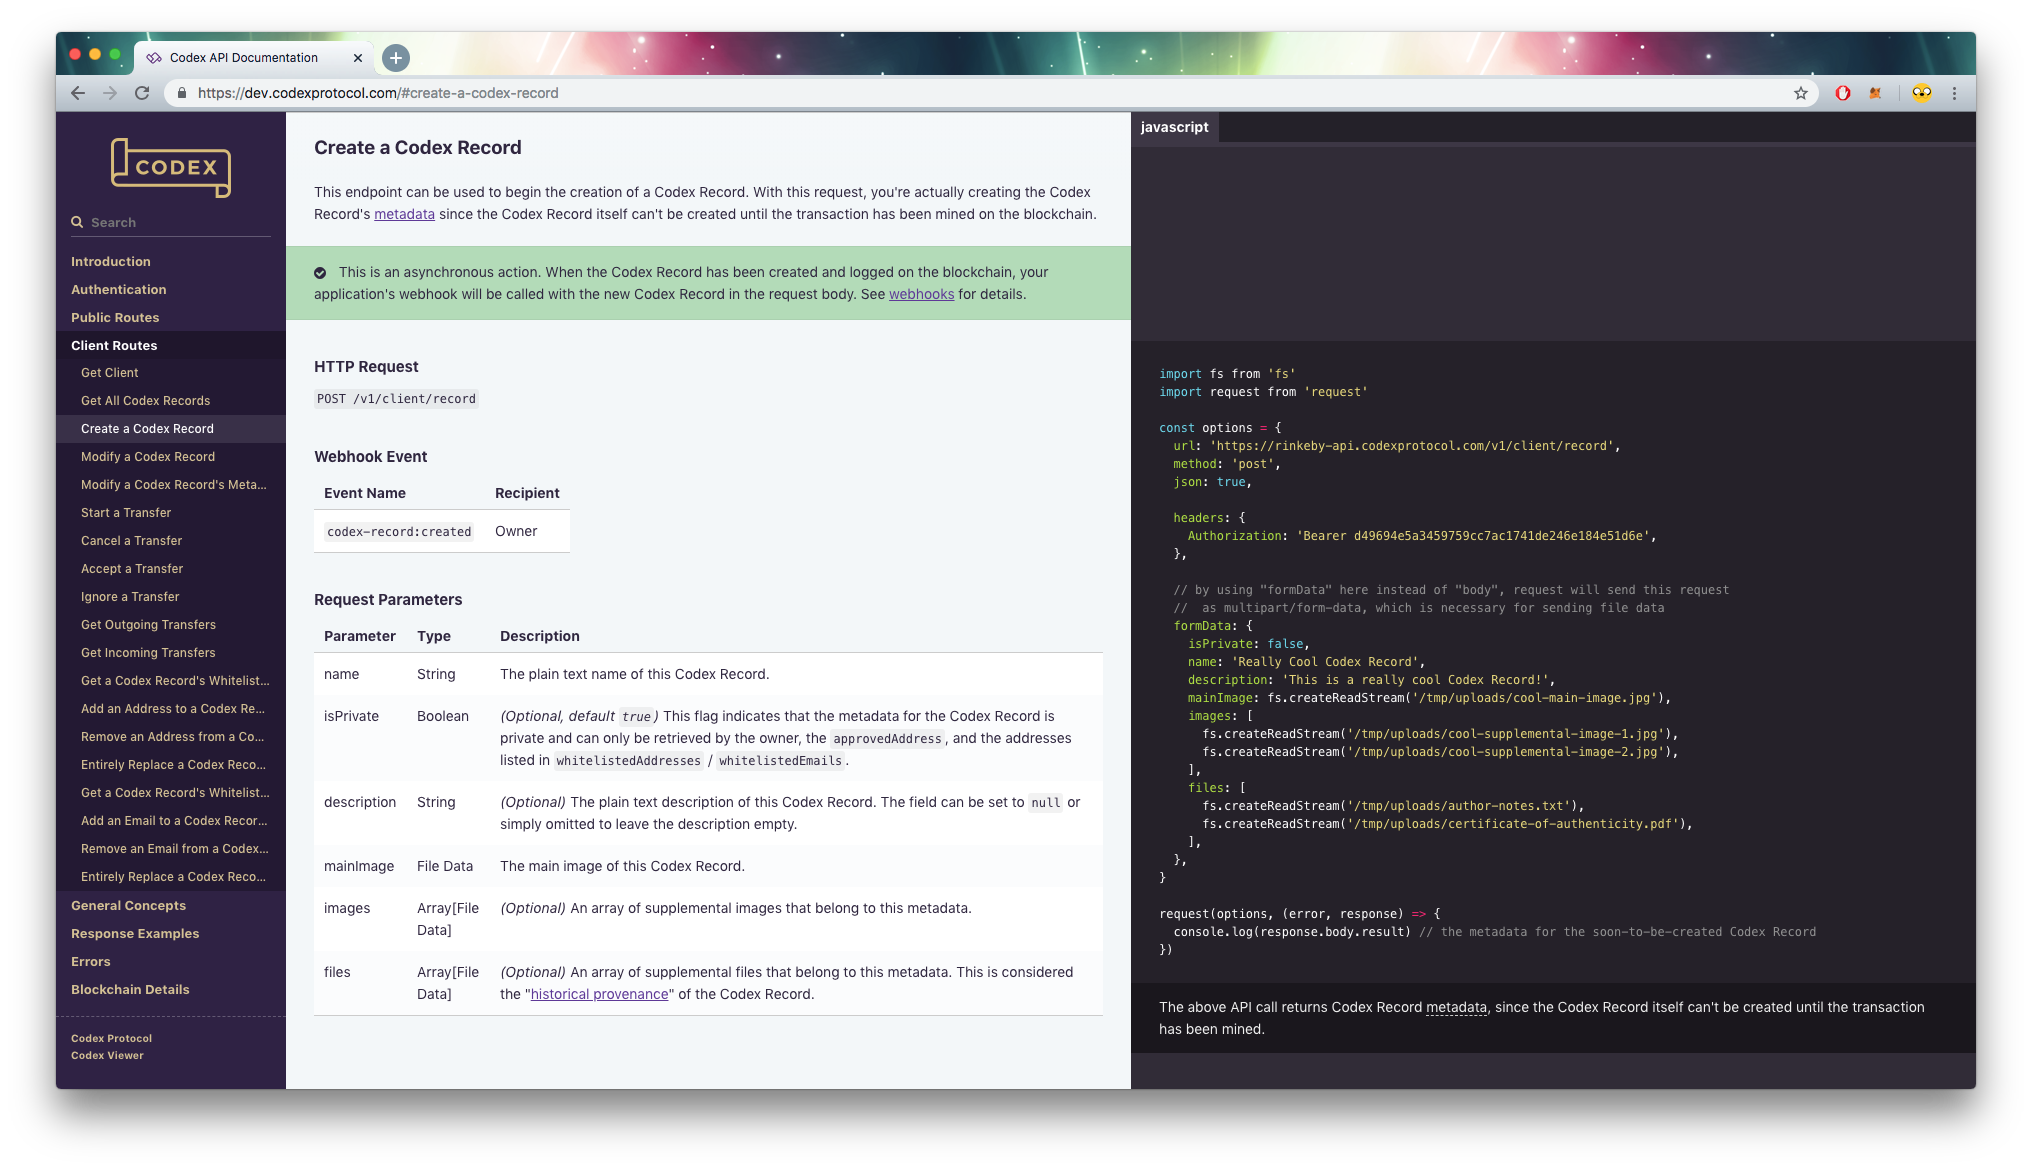 Codex API Documentation
https://dev.codexprotocol.com/#create-a-codex-record
CODEX
Search
Introduction
Authentication
Public Routes
Client Routes
Get Client
Get All Codex Records
Create a Codex Record
Modify a Codex Record
Modify a Codex Record's Meta...
Start a Transfer
Cancel a Transfer
Accept a Transfer
Ignore a Transfer
Get Outgoing Transfers
Get Incoming Transfers
Get a Codex Record's Whitelist...
Add an Address to a Codex Re...
Remove an Address from a Co...
Entirely Replace a Codex Reco...
Get a Codex Record's Whitelist...
Add an Email to a Codex Recor...
Remove an Email from a Codex...
Entirely Replace a Codex Reco...
General Concepts
Response Examples
Errors
Blockchain Details
Codex Protocol
Codex Viewer
Create a Codex Record
This endpoint can be used to begin the creation of a Codex Record. With this request, you're actually creating the Codex
Record's metadata since the Codex Record itself can't be created until the transaction has been mined on the blockchain.
This is an asynchronous action. When the Codex Record has been created and logged on the blockchain, your
application's webhook will be called with the new Codex Record in the request body. See webhooks for details.
HTTP Request
POST /v1/client/record
Webhook Event
Event Name Recipient
codex-record:created Owner
Request Parameters
Parameter Type Description
name String The plain text name of this Codex Record.
isPrivate Boolean (Optional, default true) This flag indicates that the metadata for the Codex Record is
private and can only be retrieved by the owner, the approvedAddress, and the addresses
listed in whitelistedAddresses / whitelistedEmails.
description String (Optional) The plain text description of this Codex Record. The field can be set to null or
simply omitted to leave the description empty.
mainImage File Data The main image of this Codex Record.
images Array[File (Optional) An array of supplemental images that belong to this metadata.
Data]
files Array[File (Optional) An array of supplemental files that belong to this metadata. This is considered
Data] the "historical provenance" of the Codex Record.
javascript
import fs from 'fs'
import request from 'request'
const options = {
url: 'https://rinkeby-api.codexprotocol.com/v1/client/record',
method: 'post',
json: true,
headers: {
Authorization: 'Bearer d49694e5a3459759cc7ac1741de246e184e51d6e',
},
// by using "formData" here instead of "body", request will send this request
//  as multipart/form-data, which is necessary for sending file data
formData: {
isPrivate: false,
name: 'Really Cool Codex Record',
description: 'This is a really cool Codex Record!',
mainImage: fs.createReadStream('/tmp/uploads/cool-main-image.jpg'),
images: [
fs.createReadStream('/tmp/uploads/cool-supplemental-image-1.jpg'),
fs.createReadStream('/tmp/uploads/cool-supplemental-image-2.jpg'),
],
files: [
fs.createReadStream('/tmp/uploads/author-notes.txt'),
fs.createReadStream('/tmp/uploads/certificate-of-authenticity.pdf'),
],
},
}
request(options, (error, response) => {
console.log(response.body.result) // the metadata for the soon-to-be-created Codex Record
})
The above API call returns Codex Record metadata, since the Codex Record itself can't be created until the transaction
has been mined.